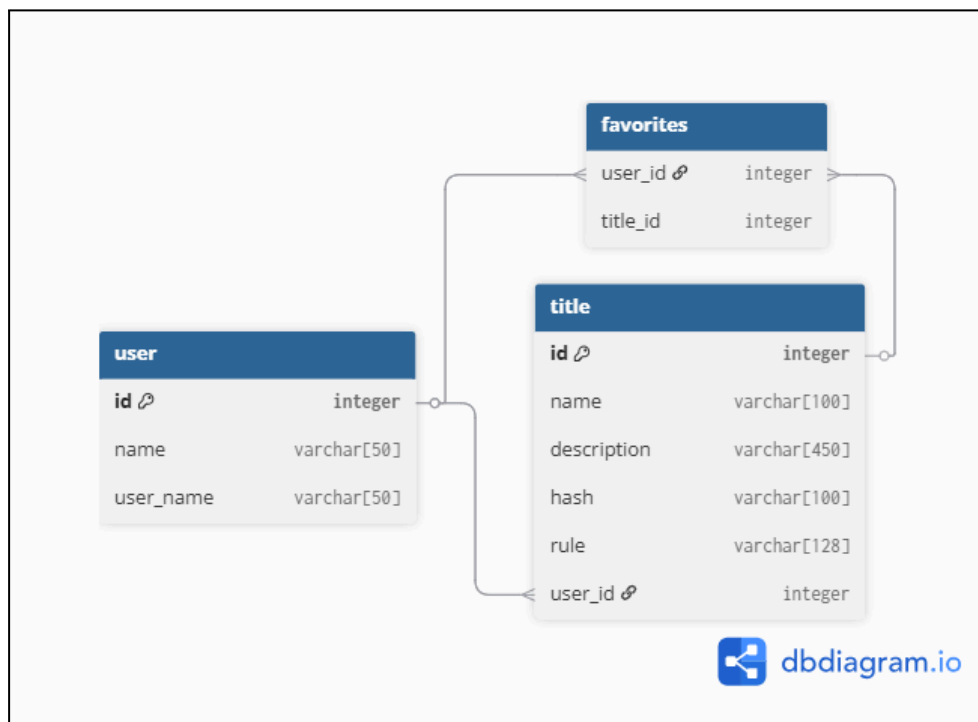 favorites
user_id integer
title_id integer
title
id integer
name varchar[100]
description varchar[450]
hash varchar[100]
rule varchar[128]
user_id integer
user
id integer
name varchar[50]
user_name varchar[50]
dbdiagram.io